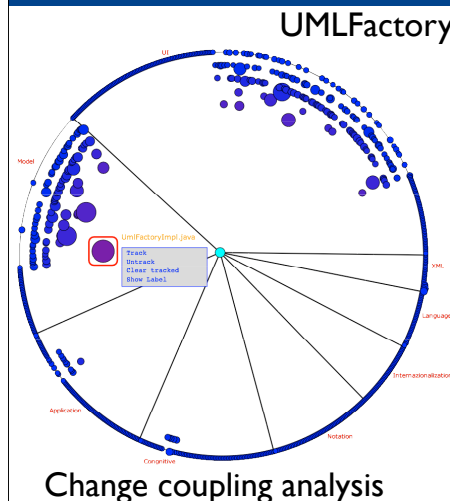 UMLFactory
UI
Model
UmlFactoryImpl.java
Track
Untrack
Clear tracked
Show Label
XML
Language
Internazionalization
Application
Notation
Congnitive
Change coupling analysis